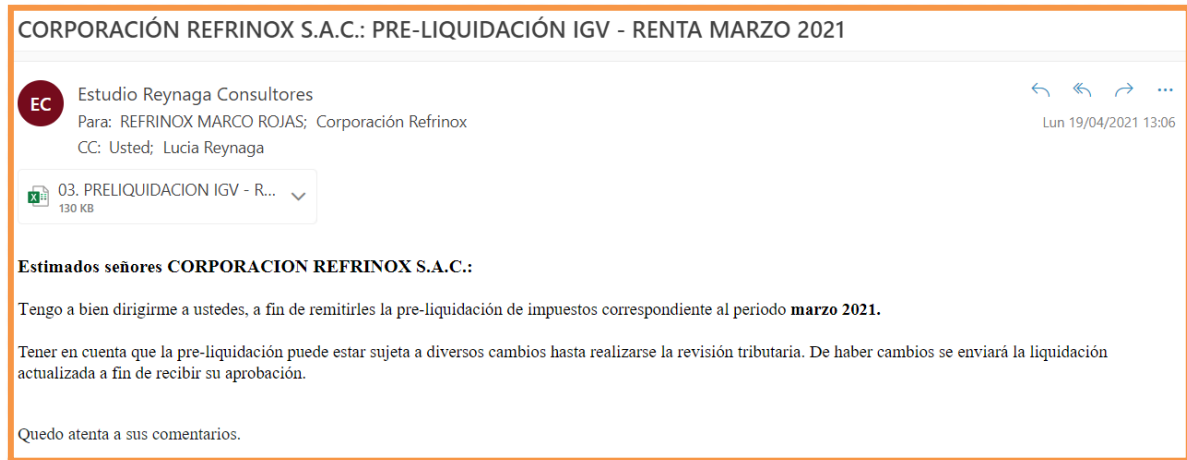 CORPORACIÓN REFRINOX S.A.C.: PRE-LIQUIDACIÓN IGV - RENTA MARZO 2021
EC
Estudio Reynaga Consultores
Para: REFRINOX MARCO ROJAS; Corporación Refrinox
CC: Usted; Lucia Reynaga
Lun 19/04/2021 13:06
03. PRELIQUIDACION IGV - R...
130 KB
Estimados señores CORPORACION REFRINOX S.A.C.:
Tengo a bien dirigirme a ustedes, a fin de remitirles la pre-liquidación de impuestos correspondiente al periodo marzo 2021.
Tener en cuenta que la pre-liquidación puede estar sujeta a diversos cambios hasta realizarse la revisión tributaria. De haber cambios se enviará la liquidación
actualizada a fin de recibir su aprobación.
Quedo atenta a sus comentarios.